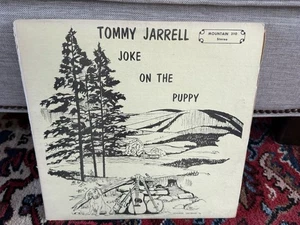 TOMMY JARRELL
MOUNTAIN 310
Stereo
JOKE
ON THE
PUPPY